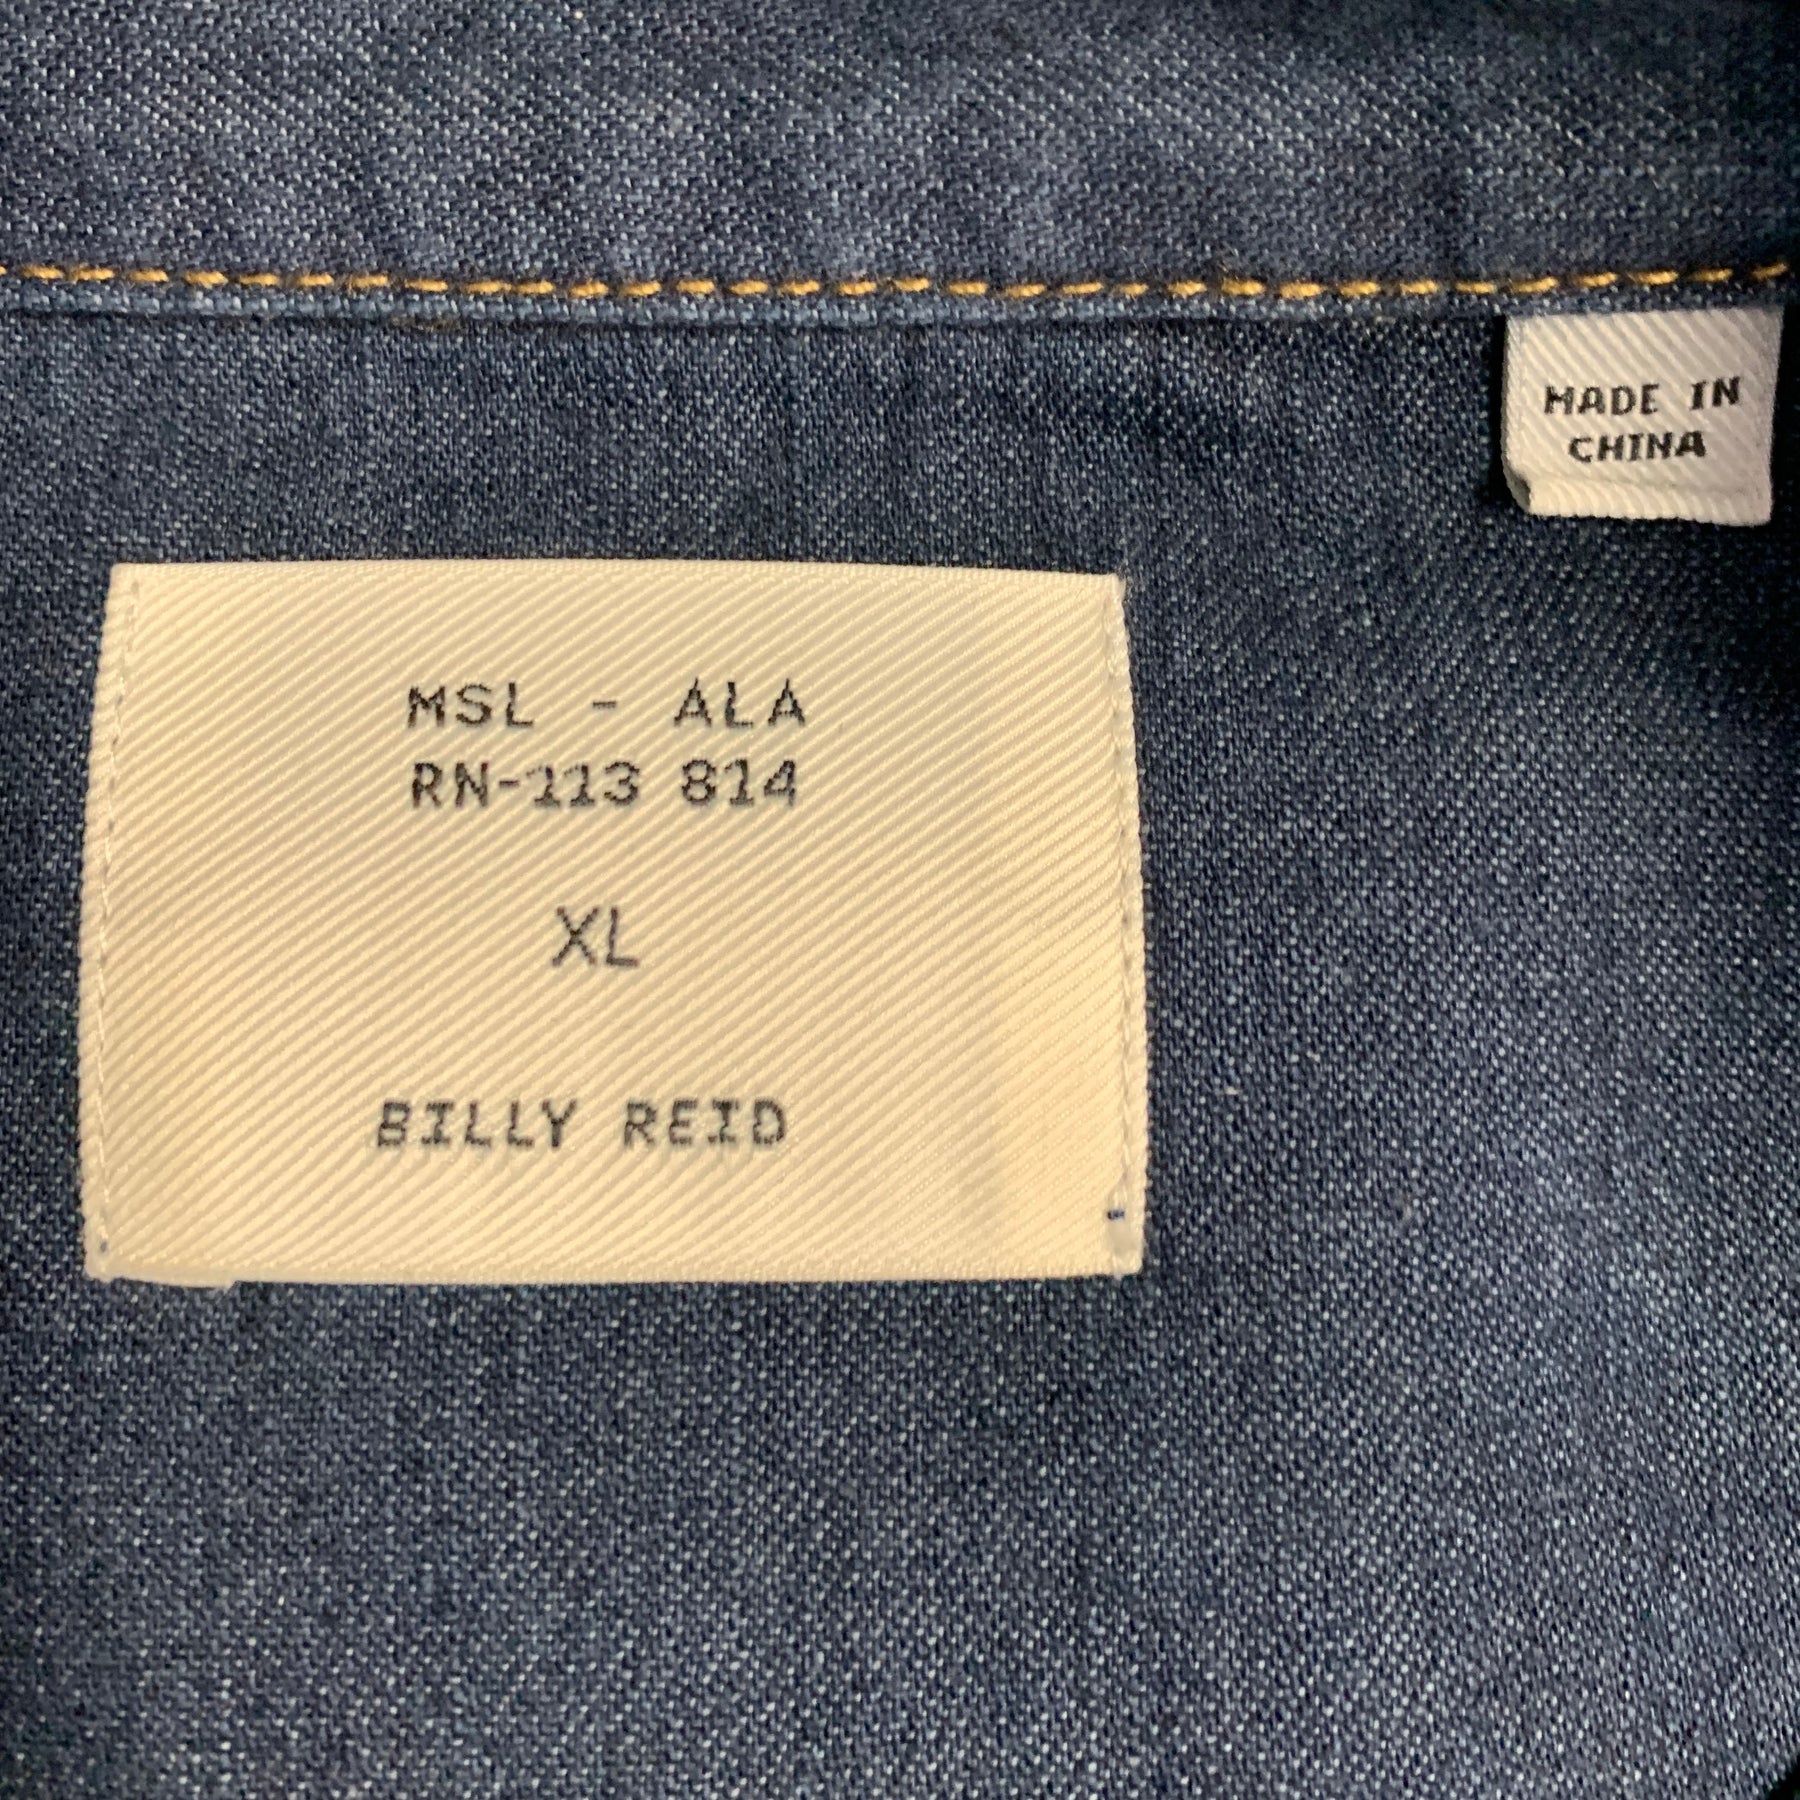 MADE IN
CHINA
MSL - ALA
RN-113 814
XL
BILLY REID